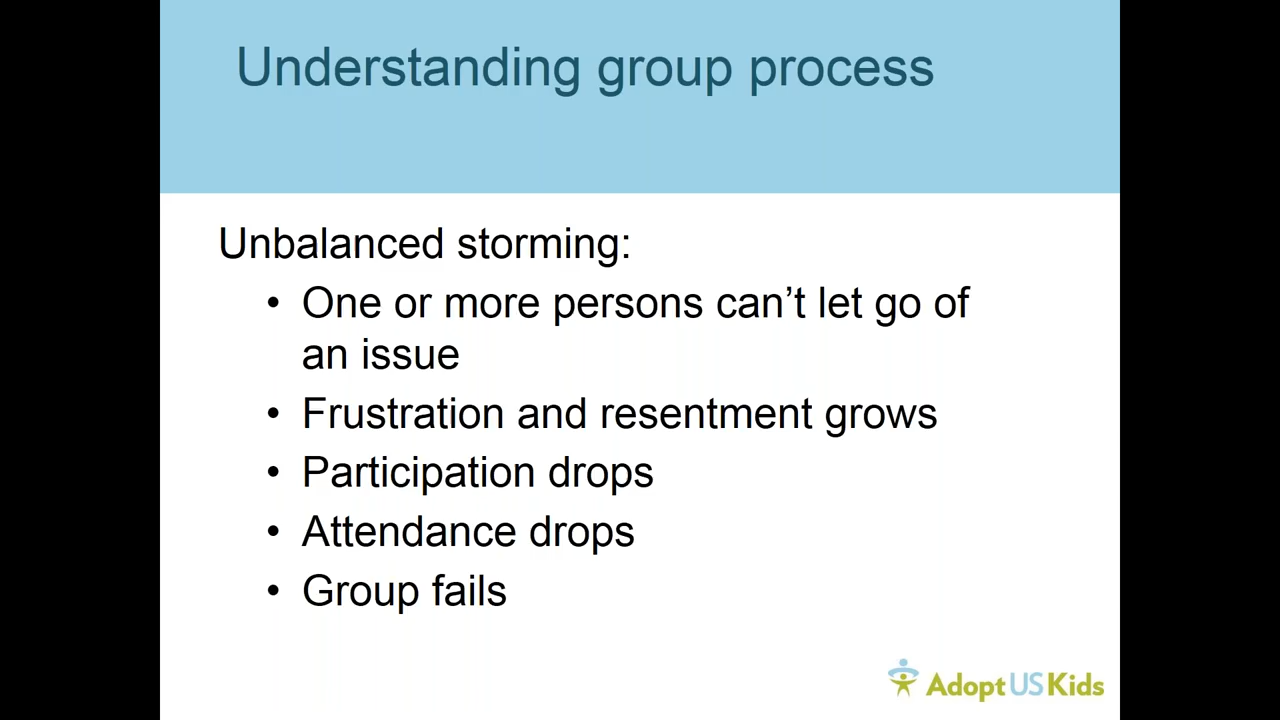 Understanding group process
Unbalanced storming:
• One or more persons can’t let go of
an issue
• Frustration and resentment grows
• Participation drops
• Attendance drops
• Group fails
AdoptUSKids